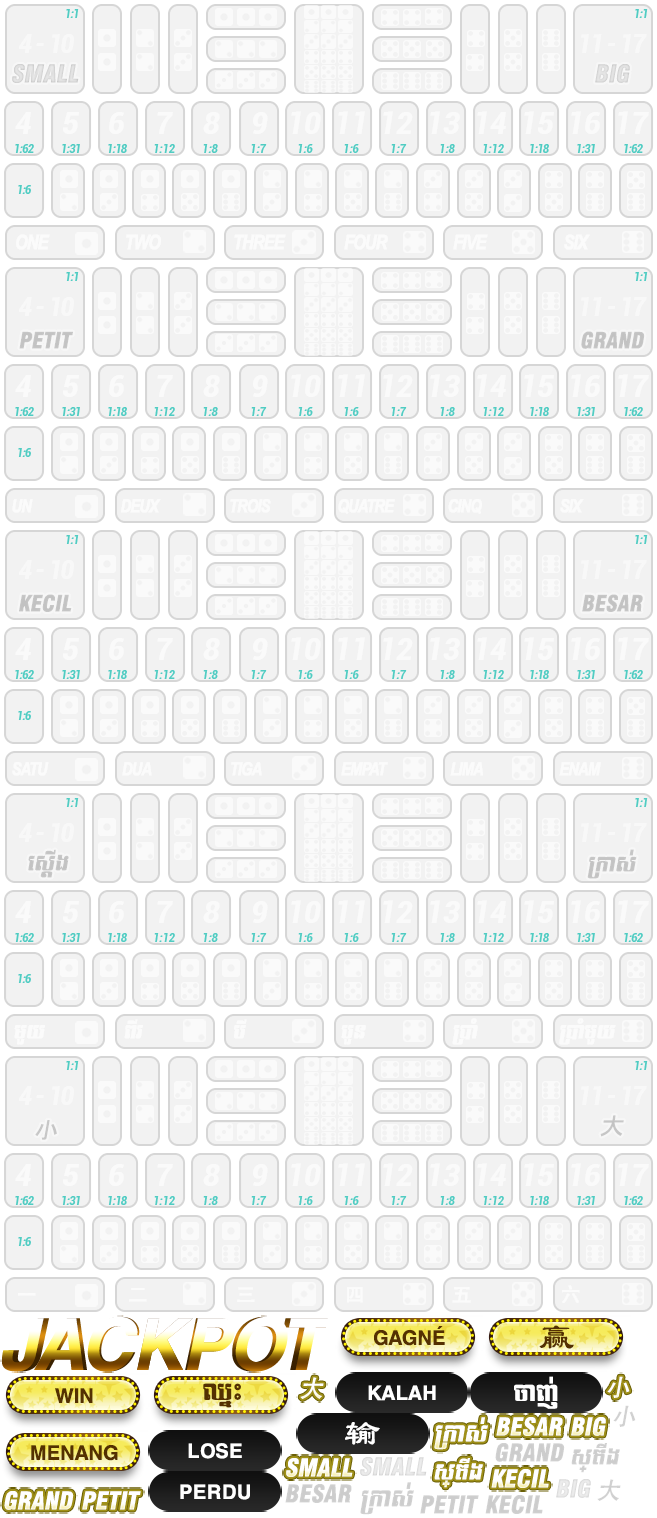 1:1 1:1
4 - 10 11 - 17
SMALL BIG
4 5 6 7 8 9 10 11 12 13 14 15 16 17
1:62 1:31 1:18 1:12 1:8 1:7 1:6 1:6 1:7 1:8 1:12 1:18 1:31 1:62
1:6
ONE TWO THREE FOUR FIVE SIX
1:1 1:1
4 - 10 11 - 17
PETIT GRAND
4 5 6 7 8 9 10 11 12 13 14 15 16 17
1:62 1:31 1:18 1:12 1:8 1:7 1:6 1:6 1:7 1:8 1:12 1:18 1:31 1:62
1:6
UN DEUX TROIS QUATRE CINQ SIX
1:1 1:1
4 - 10 11 - 17
KECIL BESAR
4 5 6 7 8 9 10 11 12 13 14 15 16 17
1:62 1:31 1:18 1:12 1:8 1:7 1:6 1:6 1:7 1:8 1:12 1:18 1:31 1:62
1:6
SATU DUA TIGA EMPAT LIMA ENAM
1:1 1:1
4 - 10 11 - 17
ស្តើង ក្រាស់
4 5 6 7 8 9 10 11 12 13 14 15 16 17
1:62 1:31 1:18 1:12 1:8 1:7 1:6 1:6 1:7 1:8 1:12 1:18 1:31 1:62
1:6
មួយ ពីរ បី បួន ប្រាំ ប្រាំមួយ
1:1 1:1
4 - 10 11 - 17
小 大
4 5 6 7 8 9 10 11 12 13 14 15 16 17
1:62 1:31 1:18 1:12 1:8 1:7 1:6 1:6 1:7 1:8 1:12 1:18 1:31 1:62
1:6
一 二 三 四 五 六
JACKPOT GAGNÉ 赢
WIN ឈ្នះ 大 KALAH ចាញ់ 小
输 ក្រាស់ BESAR BIG 小
MENANG LOSE GRAND ស្តើង
SMALL SMALL ស្តើង KECIL
PERDU BESAR ក្រាស់ PETIT KECIL BIG 大
GRAND PETIT